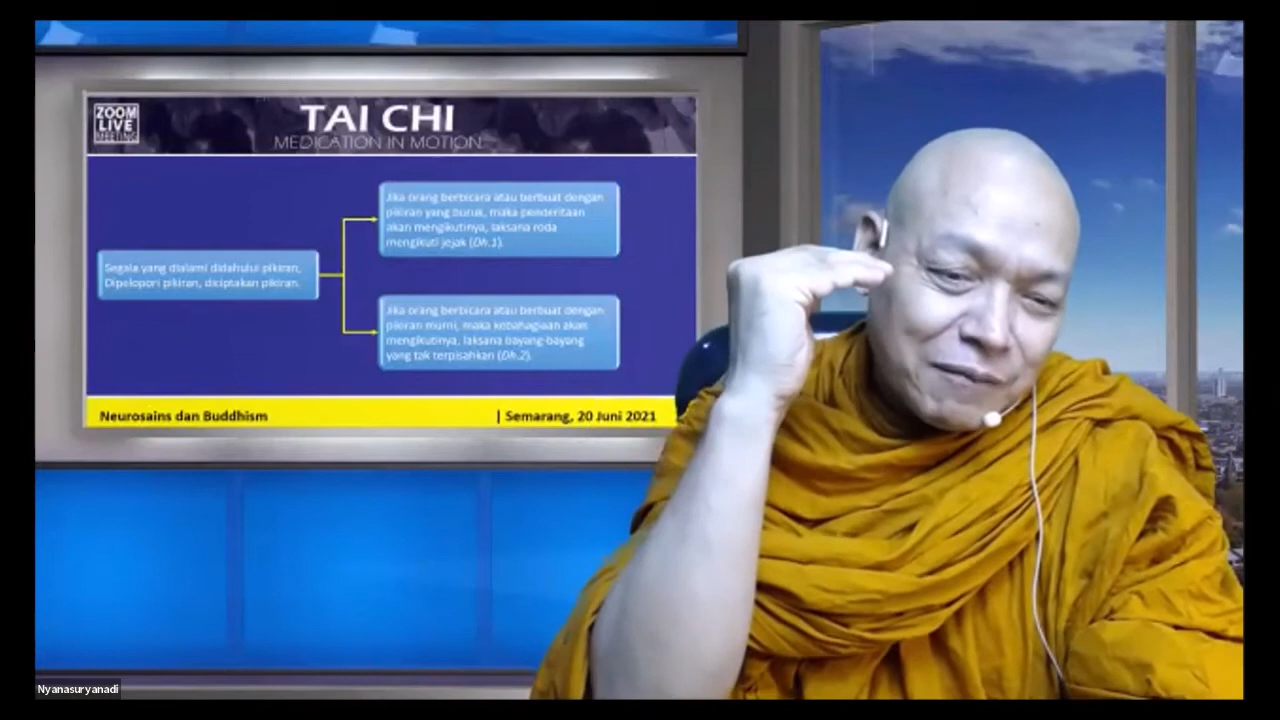 ZOOM
LIVE
MEETING
TAI CHI
MEDICATION IN MOTION
Jika orang berbicara atau berbuat dengan
pikiran yang buruk, maka penderitaan
akan mengikutinya, laksana roda
mengikuti jejak (Dh.1).
Segala yang dialami didahului pikiran,
Dipelopori pikiran, diciptakan pikiran.
Jika orang berbicara atau berbuat dengan
pikiran murni, maka kebahagiaan akan
mengikutinya, laksana bayang-bayang
yang tak terpisahkan (Dh.2).
Neurosains dan Buddhism
| Semarang, 20 Juni 2021
Nyanasuryanadi